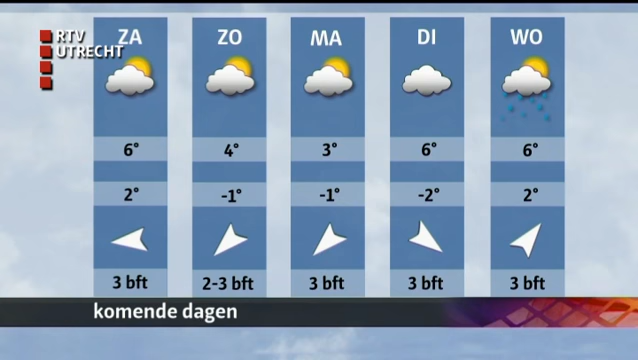 RTV
UTRECHT
ZA ZO MA DI WO
6° 4° 3° 6° 6°
2° -1° -1° -2° 2°
3 bft 2-3 bft 3 bft 3 bft 3 bft
komende dagen